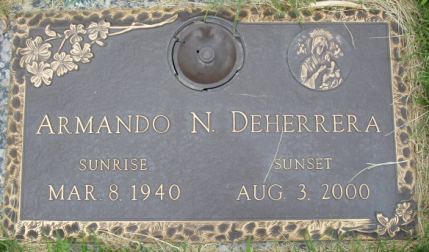 ARMANDO N. DEHERRERA
SUNRISE SUNSET
MAR. 8, 1940 AUG. 3, 2000